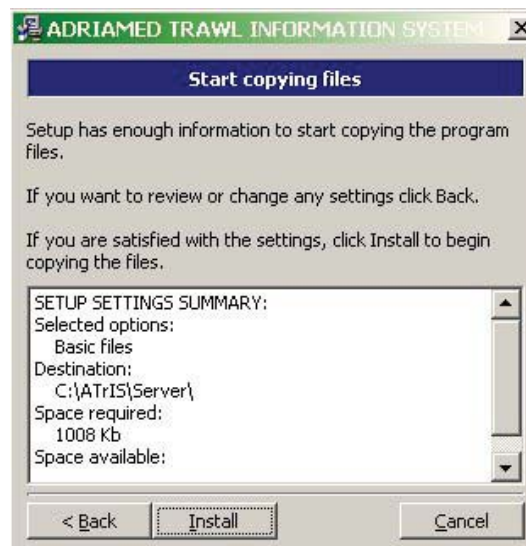 ADRIAMED TRAWL INFORMATION SYSTEM
Start copying files
Setup has enough information to start copying the program
files.
If you want to review or change any settings click Back.
If you are satisfied with the settings, click Install to begin
copying the files.
SETUP SETTINGS SUMMARY:
Selected options:
Basic files
Destination:
C:\ATrIS\Server\
Space required:
1008 Kb
Space available:
< Back
Install
Cancel